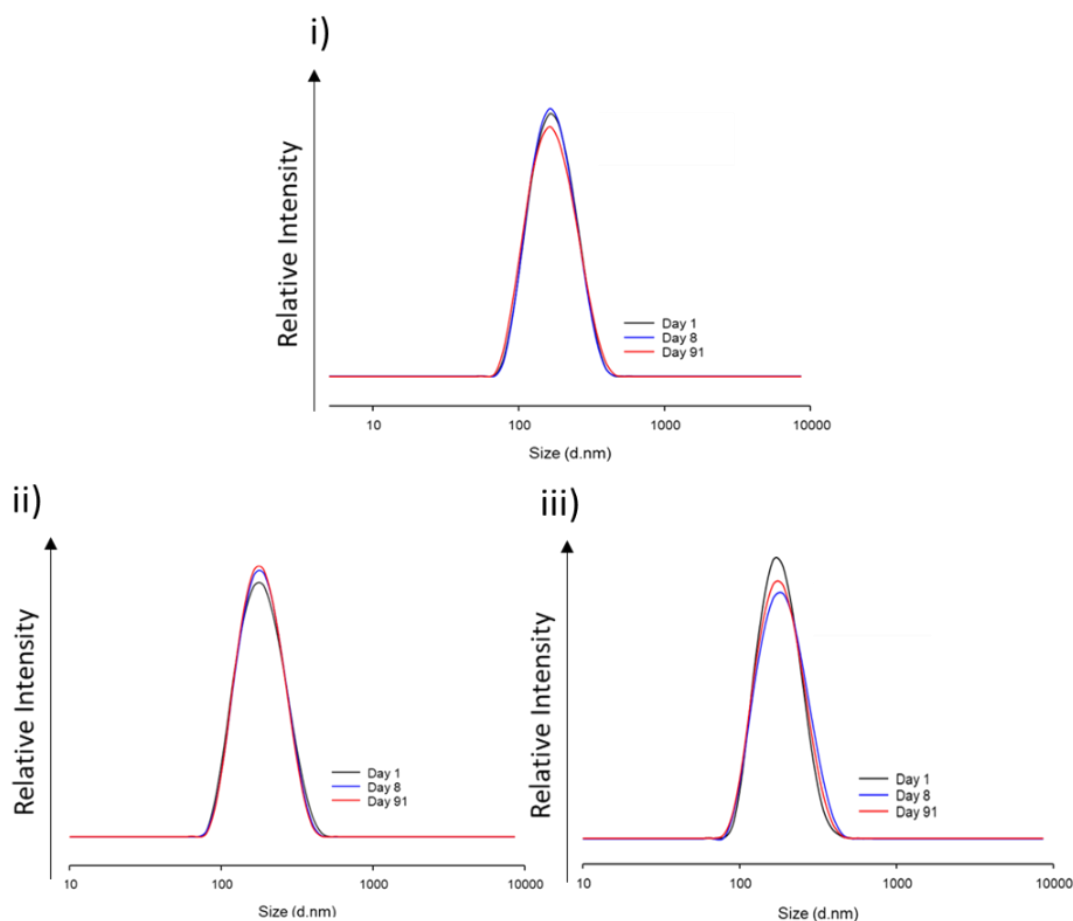 i)
Relative Intensity
Day 1
Day 8
Day 91
10 100 1000 10000
Size (d.nm)
ii)
Relative Intensity
Day 1
Day 8
Day 91
10 100 1000 10000
Size (d.nm)
iii)
Relative Intensity
Day 1
Day 8
Day 91
10 100 1000 10000
Size (d.nm)